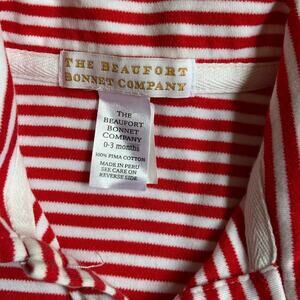 THE BEAUFORT
BONNET COMPANY
THE
BEAUFORT
BONNET
COMPANY
0-3 months
100% PIMA COTTON
MADE IN PERU
SEE CARE ON
REVERSE SIDE